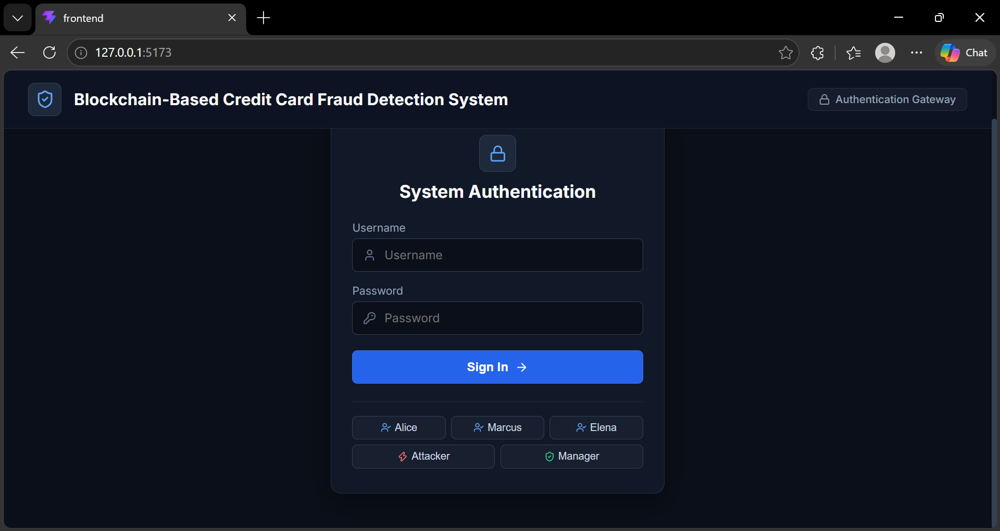 frontend
127.0.0.1:5173
Chat
Blockchain-Based Credit Card Fraud Detection System
Authentication Gateway
System Authentication
Username
Username
Password
Password
Sign In
Alice
Marcus
Elena
Attacker
Manager